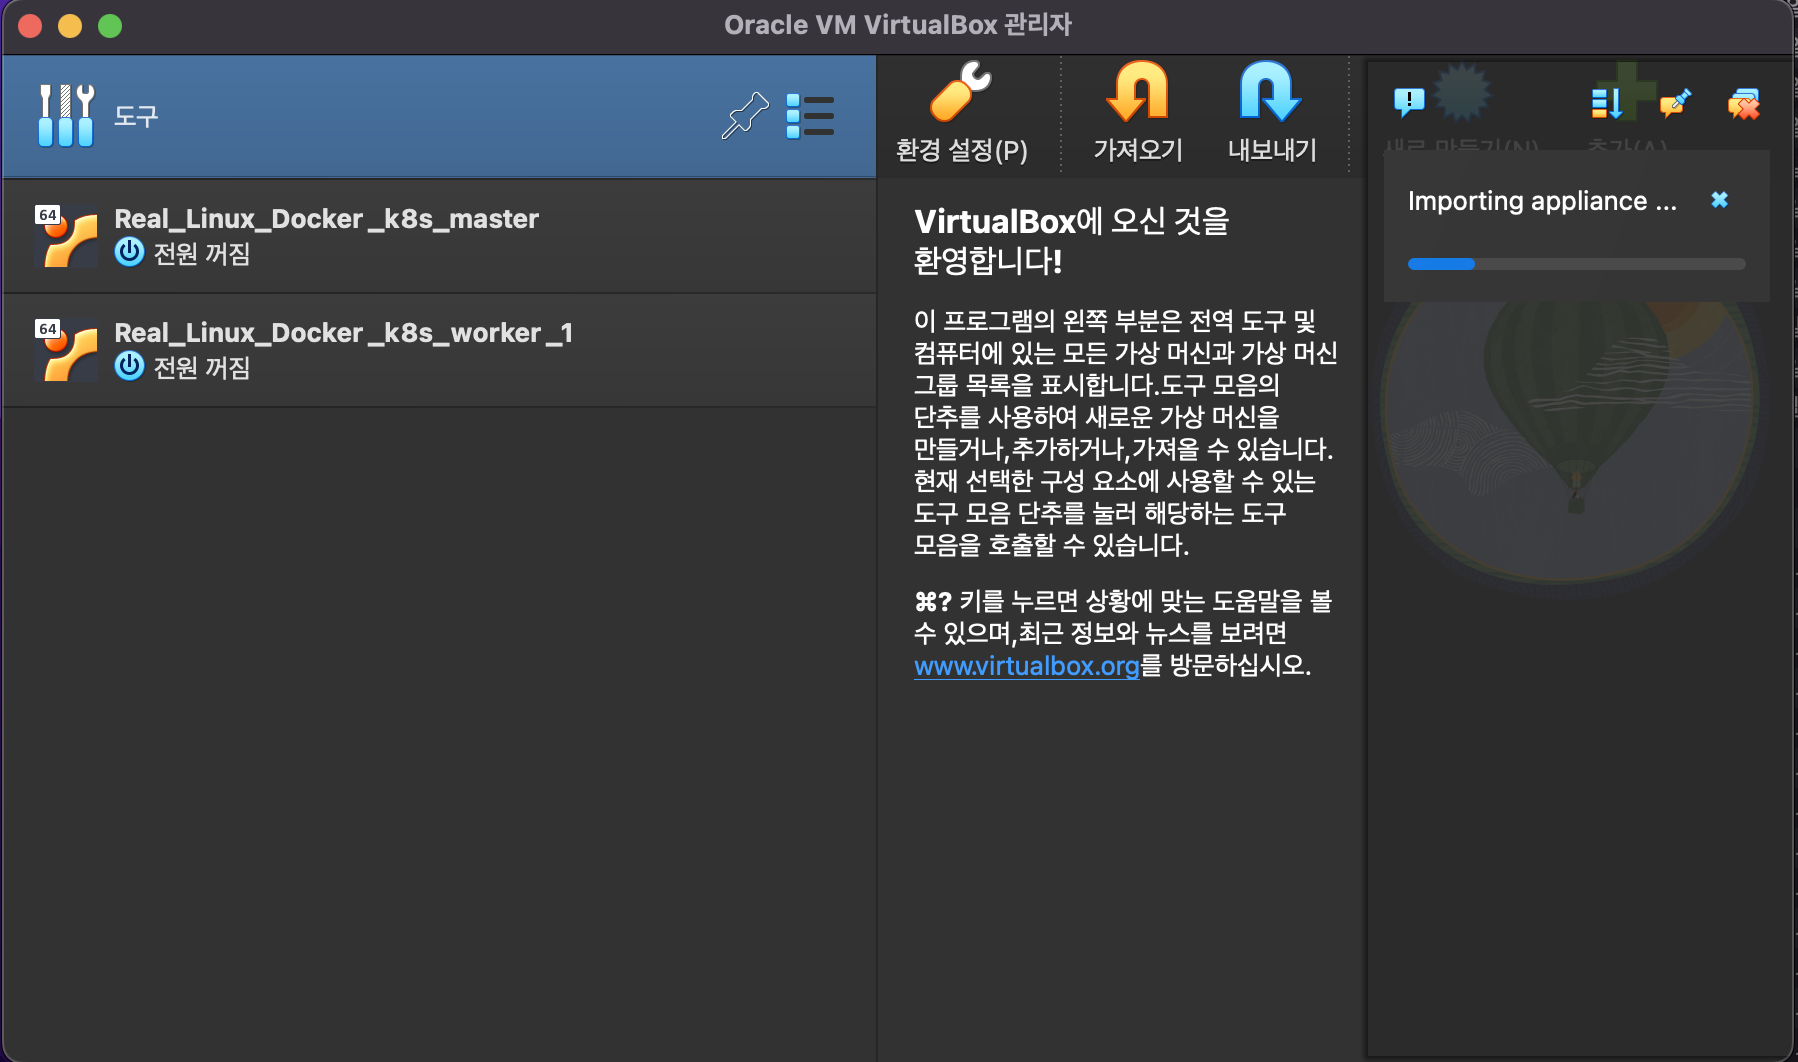 Oracle VM VirtualBox 관리자
도구
64
Real_Linux_Docker_k8s_master
전원 꺼짐
64
Real_Linux_Docker_k8s_worker_1
전원 꺼짐
환경 설정(P)
가져오기
내보내기
새로 만들기(N)
추가(A)
Importing appliance ...
VirtualBox에 오신 것을
환영합니다!
이 프로그램의 왼쪽 부분은 전역 도구 및
컴퓨터에 있는 모든 가상 머신과 가상 머신
그룹 목록을 표시합니다.도구 모음의
단추를 사용하여 새로운 가상 머신을
만들거나,추가하거나,가져올 수 있습니다.
현재 선택한 구성 요소에 사용할 수 있는
도구 모음 단추를 눌러 해당하는 도구
모음을 호출할 수 있습니다.
⌘? 키를 누르면 상황에 맞는 도움말을 볼
수 있으며,최근 정보와 뉴스를 보려면
www.virtualbox.org를 방문하십시오.